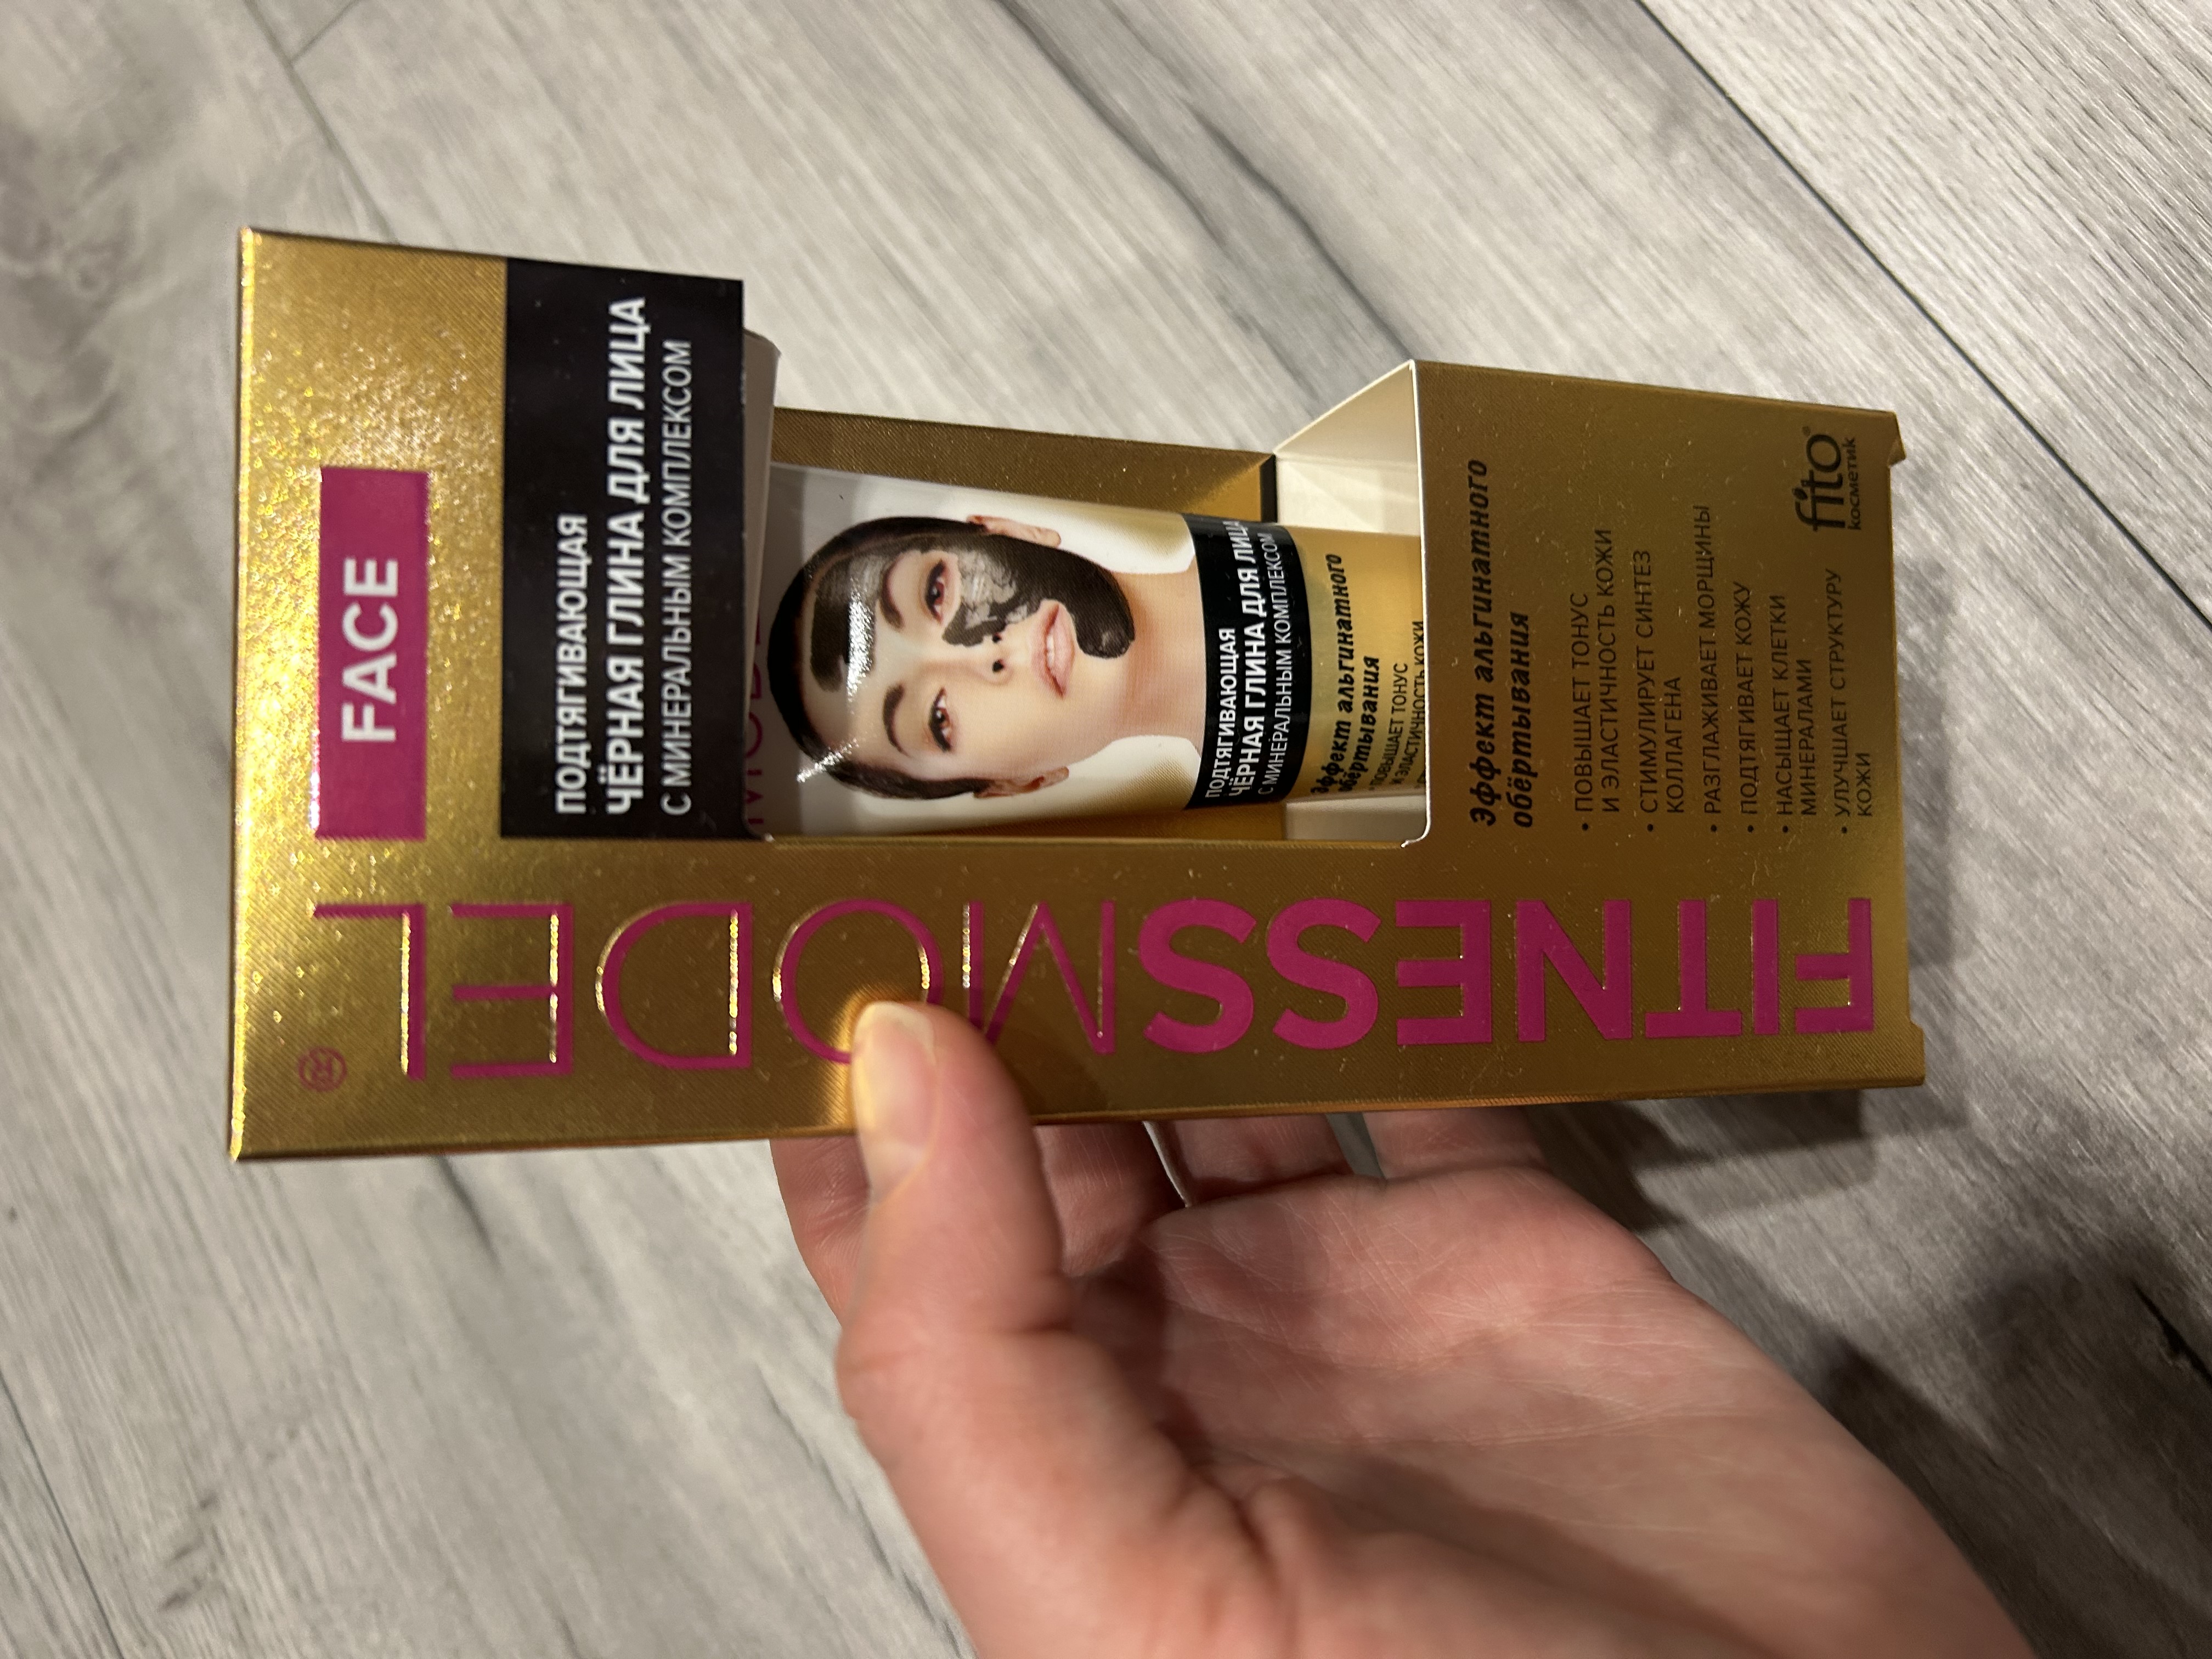 FITNESSMODEL®
FACE
ПОДТЯГИВАЮЩАЯ
ЧЁРНАЯ ГЛИНА ДЛЯ ЛИЦА
С МИНЕРАЛЬНЫМ КОМПЛЕКСОМ
ПОДТЯГИВАЮЩАЯ
ЧЁРНАЯ ГЛИНА ДЛЯ ЛИЦА
С МИНЕРАЛЬНЫМ КОМПЛЕКСОМ
Эффект альгинатного
обёртывания
• ПОВЫШАЕТ ТОНУС
И ЭЛАСТИЧНОСТЬ КОЖИ
Эффект альгинатного
обёртывания
• ПОВЫШАЕТ ТОНУС
И ЭЛАСТИЧНОСТЬ КОЖИ
• СТИМУЛИРУЕТ СИНТЕЗ
КОЛЛАГЕНА
• РАЗГЛАЖИВАЕТ МОРЩИНЫ
• ПОДТЯГИВАЕТ КОЖУ
• НАСЫЩАЕТ КЛЕТКИ
МИНЕРАЛАМИ
• УЛУЧШАЕТ СТРУКТУРУ
КОЖИ
fito®
косметик